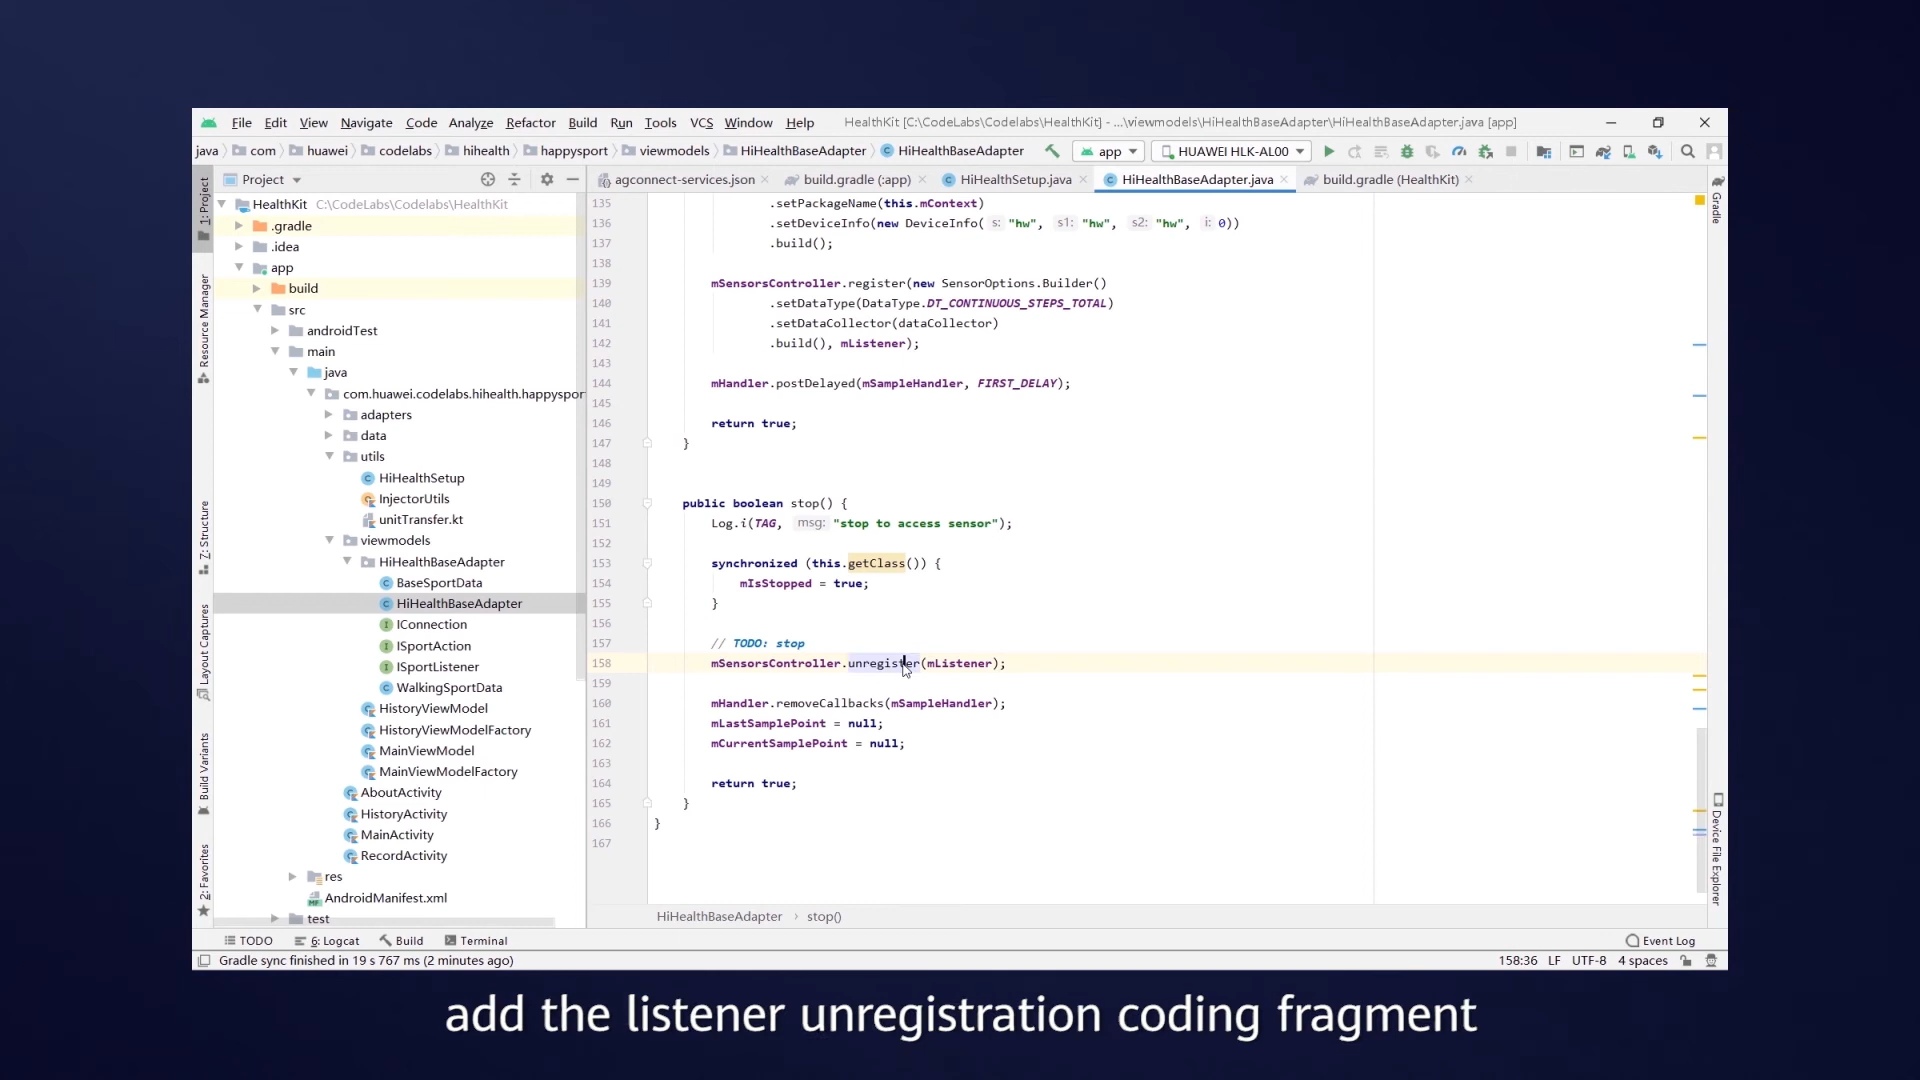 File Edit View Navigate Code Analyze Refactor Build Run Tools VCS Window Help HealthKit [C:\CodeLabs\Codelabs\HealthKit] - ...\viewmodels\HiHealthBaseAdapter\HiHealthBaseAdapter.java [app]
java com huawei codelabs hihealth happysport viewmodels HiHealthBaseAdapter HiHealthBaseAdapter app HUAWEI HLK-AL00
Project agconnect-services.json build.gradle (:app) HiHealthSetup.java HiHealthBaseAdapter.java build.gradle (HealthKit)
1: Project
Resource Manager
7: Structure
Layout Captures
Build Variants
2: Favorites
HealthKit C:\CodeLabs\Codelabs\HealthKit
.gradle
.idea
app
build
src
androidTest
main
java
com.huawei.codelabs.hihealth.happyspor
adapters
data
utils
HiHealthSetup
InjectorUtils
unitTransfer.kt
viewmodels
HiHealthBaseAdapter
BaseSportData
HiHealthBaseAdapter
IConnection
ISportAction
ISportListener
WalkingSportData
HistoryViewModel
HistoryViewModelFactory
MainViewModel
MainViewModelFactory
AboutActivity
HistoryActivity
MainActivity
RecordActivity
res
AndroidManifest.xml
test
135 .setPackageName(this.mContext)
136 .setDeviceInfo(new DeviceInfo( s: "hw", s1: "hw", s2: "hw", i: 0))
137 .build();
138
139 mSensorsController.register(new SensorOptions.Builder()
140 .setDataType(DataType.DT_CONTINUOUS_STEPS_TOTAL)
141 .setDataCollector(dataCollector)
142 .build(), mListener);
143
144 mHandler.postDelayed(mSampleHandler, FIRST_DELAY);
145
146 return true;
147 }
148
149
150 public boolean stop() {
151 Log.i(TAG, msg: "stop to access sensor");
152
153 synchronized (this.getClass()) {
154 mIsStopped = true;
155 }
156
157 // TODO: stop
158 mSensorsController.unregister(mListener);
159
160 mHandler.removeCallbacks(mSampleHandler);
161 mLastSamplePoint = null;
162 mCurrentSamplePoint = null;
163
164 return true;
165 }
166 }
167
Gradle
Device File Explorer
HiHealthBaseAdapter › stop()
TODO 6: Logcat Build Terminal Event Log
Gradle sync finished in 19 s 767 ms (2 minutes ago) 158:36 LF UTF-8 4 spaces
add the listener unregistration coding fragment